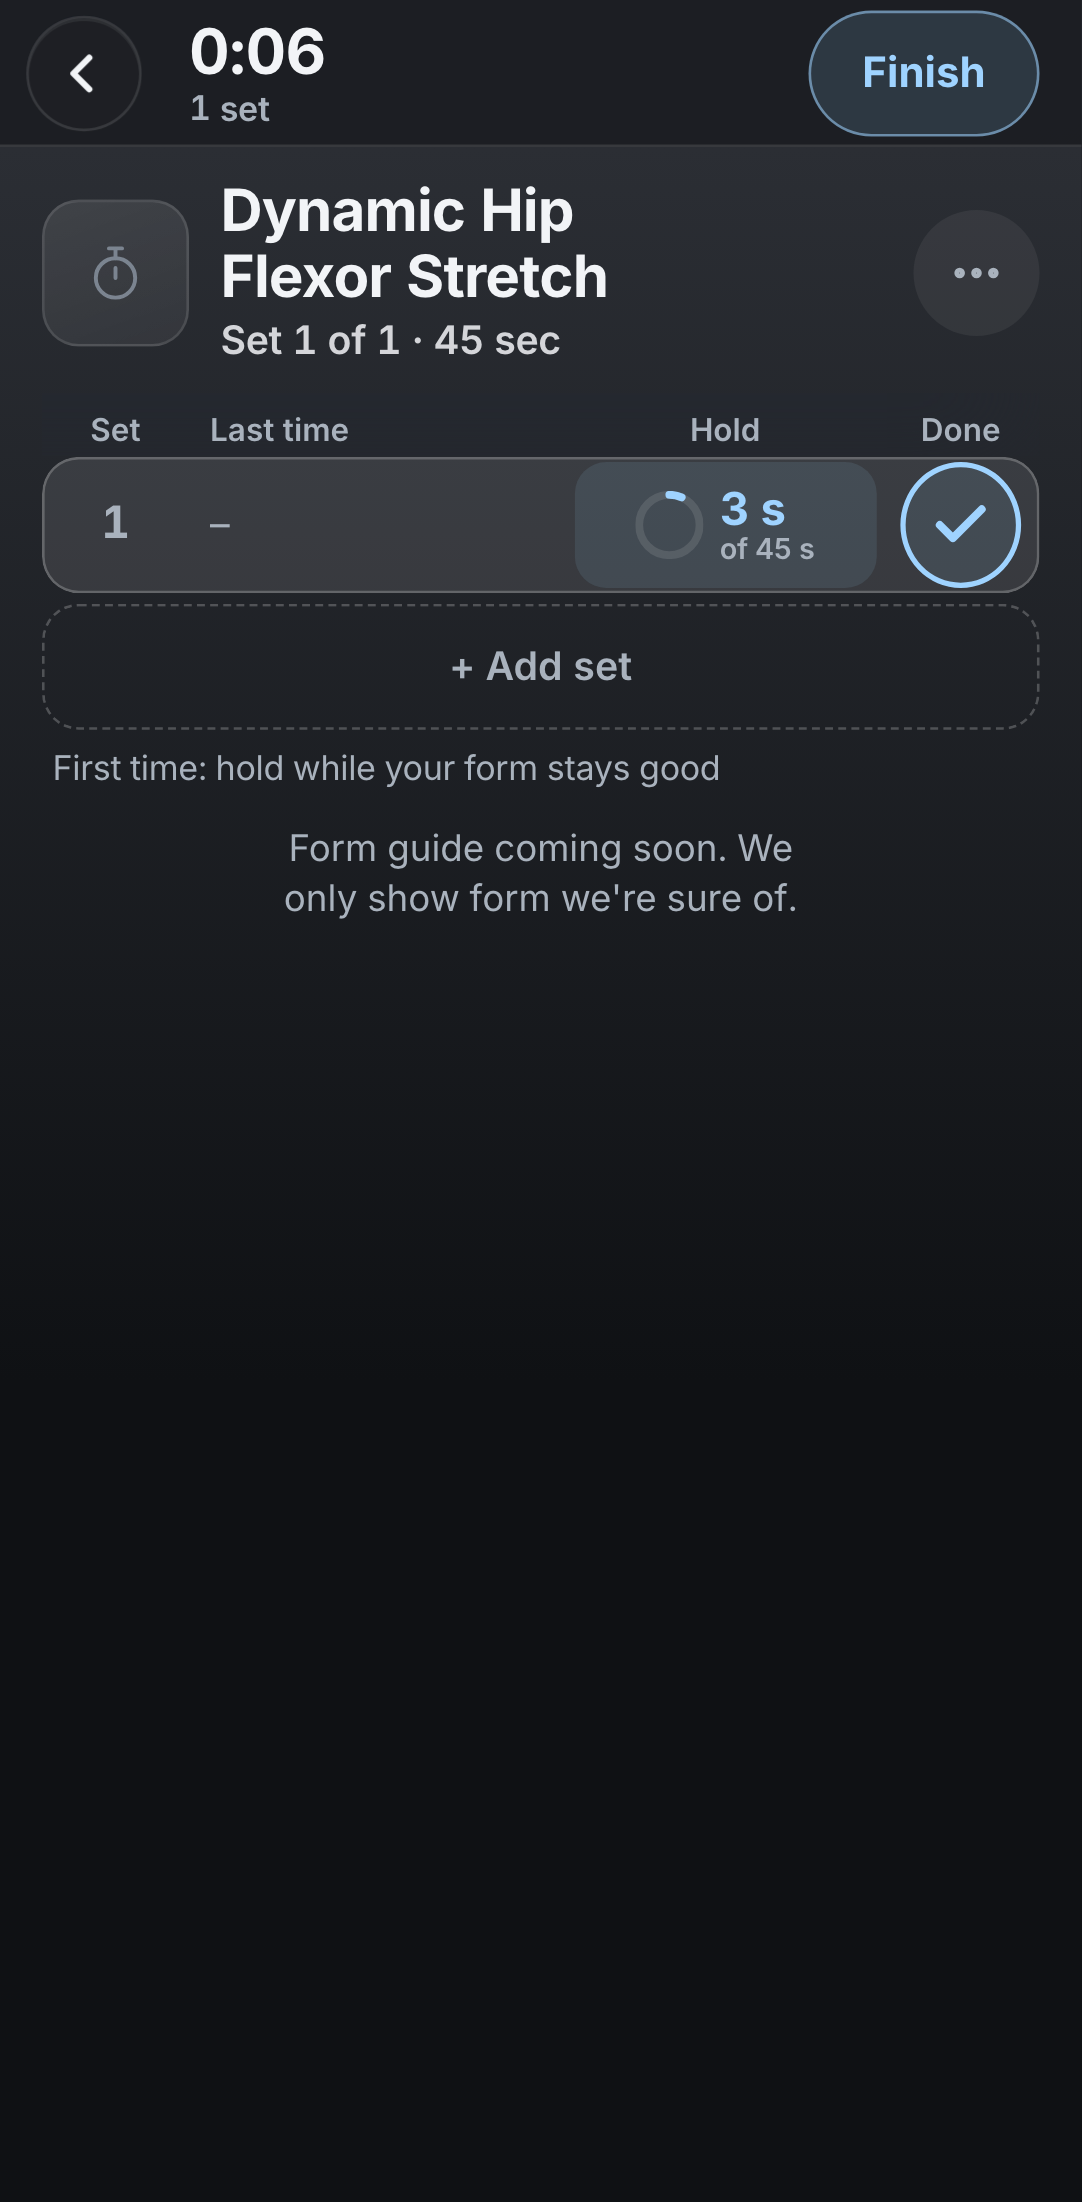 0:06
1 set
Finish
Dynamic Hip
Flexor Stretch
Set 1 of 1 · 45 sec
Set Last time Hold Done
1 – 3 s
of 45 s
+ Add set
First time: hold while your form stays good
Form guide coming soon. We
only show form we're sure of.